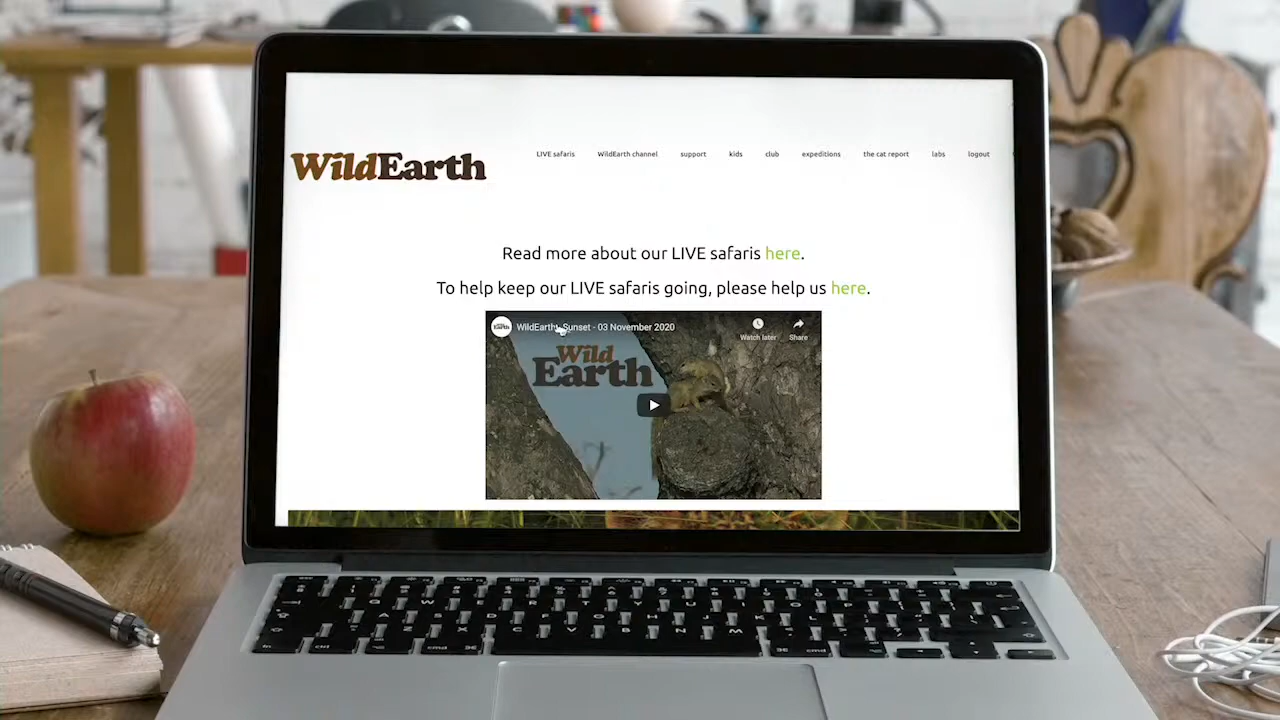 WildEarth
LIVE safaris WildEarth channel support kids club expeditions the cat report labs logout
Read more about our LIVE safaris here.
To help keep our LIVE safaris going, please help us here.
Sunset - 03 November 2020
Watch later Share
Wild
Earth